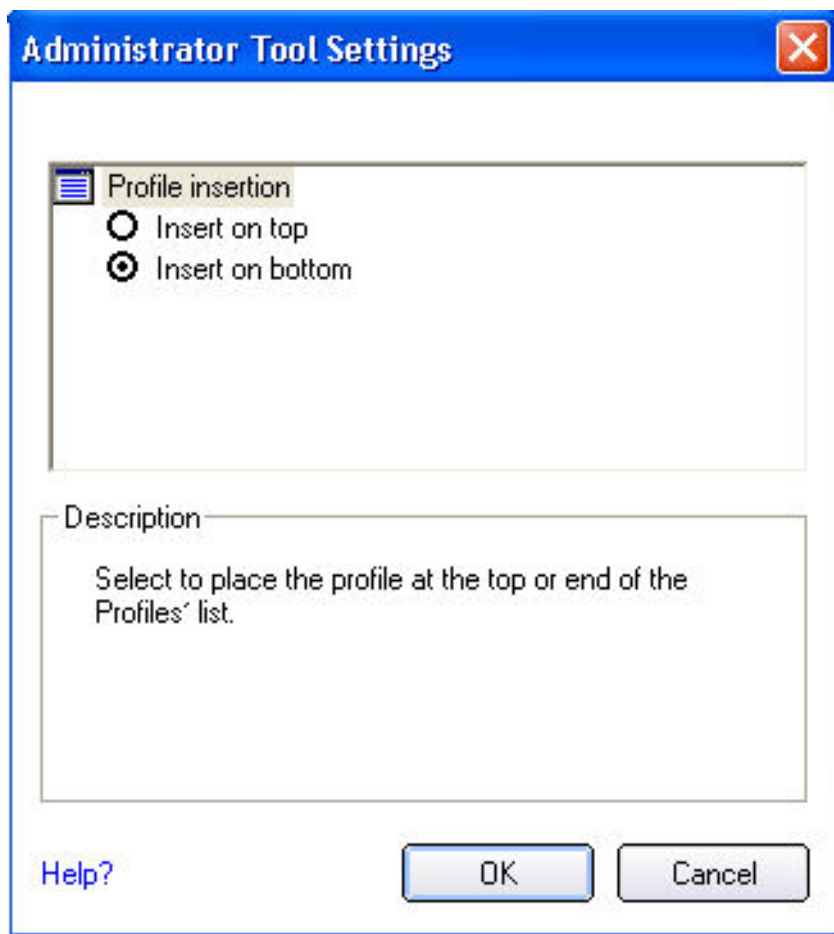 Administrator Tool Settings
Profile insertion
Insert on top
Insert on bottom
Description
Select to place the profile at the top or end of the
Profiles´ list.
Help?
OK
Cancel